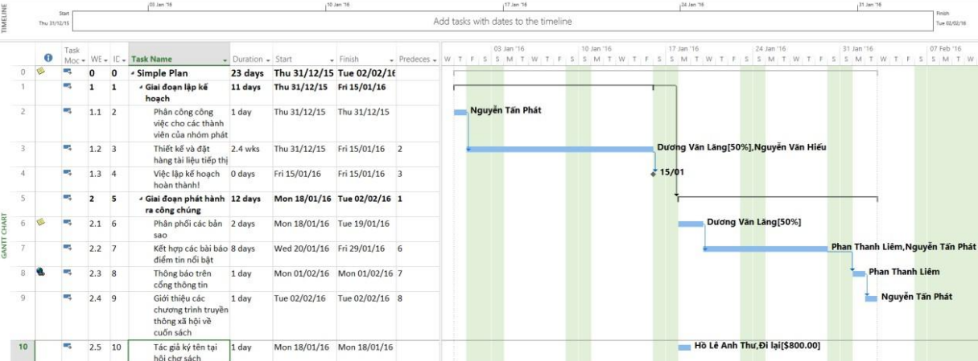 TIMELINE
Start
Thu 31/12/15
03 Jan '16
10 Jan '16
17 Jan '16
24 Jan '16
31 Jan '16
Finish
Tue 02/02/16
Add tasks with dates to the timeline
GANTT CHART
Task Moc WE ID Task Name Duration Start Finish Predeces
03 Jan '16 10 Jan '16 17 Jan '16 24 Jan '16 31 Jan '16 07 Feb '16
W T F S S M T W T F S S M T W T F S S M T W T F S S M T W T F S S M T W T F S S M T W
0 0 0 Simple Plan 23 days Thu 31/12/15 Tue 02/02/16
1 1 1 Giai đoạn lập kế hoạch 11 days Thu 31/12/15 Fri 15/01/16
2 1.1 2 Phân công công việc cho các thành viên của nhóm phát 1 day Thu 31/12/15 Thu 31/12/15
Nguyễn Tấn Phát
3 1.2 3 Thiết kế và đặt hàng tài liệu tiếp thị 2.4 wks Thu 31/12/15 Fri 15/01/16 2
Dương Văn Lăng[50%],Nguyễn Văn Hiếu
4 1.3 4 Việc lập kế hoạch hoàn thành! 0 days Fri 15/01/16 Fri 15/01/16 3
15/01
5 2 5 Giai đoạn phát hành ra công chúng 12 days Mon 18/01/16 Tue 02/02/16 1
6 2.1 6 Phân phối các bản sao 2 days Mon 18/01/16 Tue 19/01/16
Dương Văn Lăng[50%]
7 2.2 7 Kết hợp các bài báo điểm tin nổi bật 8 days Wed 20/01/16 Fri 29/01/16 6
Phan Thanh Liêm,Nguyễn Tấn Phát
8 2.3 8 Thông báo trên cổng thông tin 1 day Mon 01/02/16 Mon 01/02/16 7
Phan Thanh Liêm
9 2.4 9 Giới thiệu các chương trình truyền thông xã hội về cuốn sách 1 day Tue 02/02/16 Tue 02/02/16 8
Nguyễn Tấn Phát
10 2.5 10 Tác giả ký tên tại hội chợ sách 1 day Mon 18/01/16 Mon 18/01/16
Hồ Lê Anh Thư,Đi lại[$800.00]